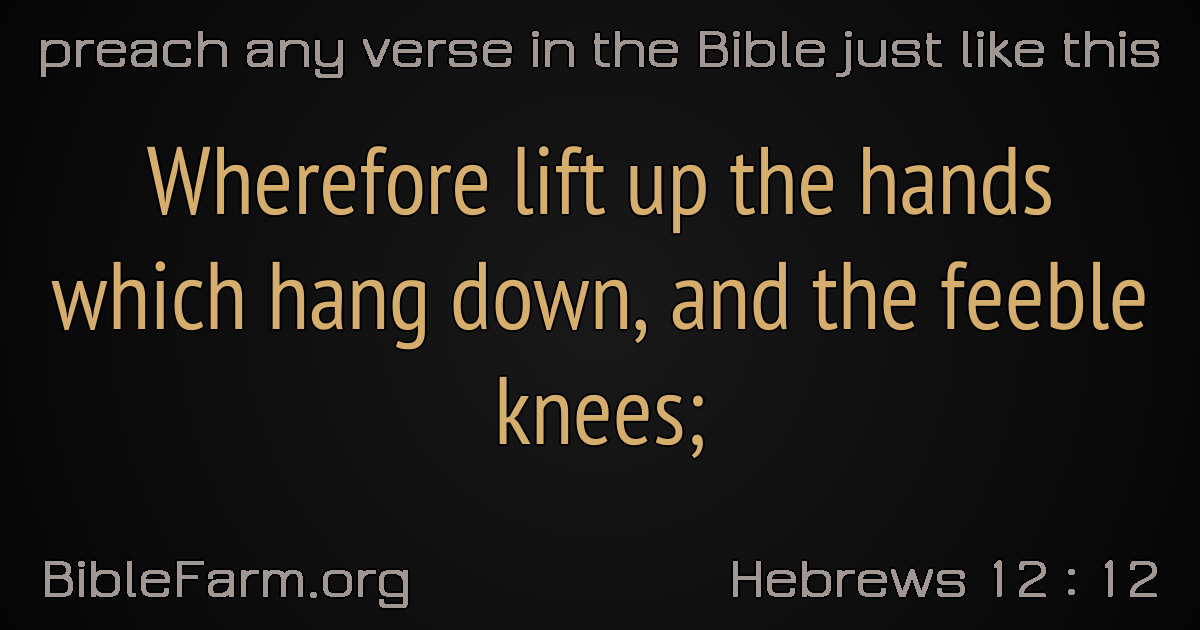 preach any verse in the Bible just like this
Wherefore lift up the hands
which hang down, and the feeble
knees;
BibleFarm.org
Hebrews 12 : 12